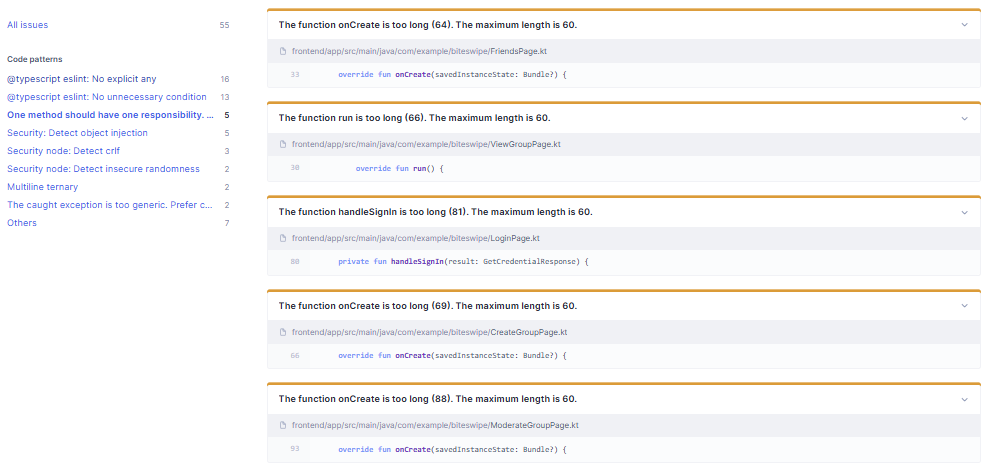 All issues 55
Code patterns
@typescript eslint: No explicit any 16
@typescript eslint: No unnecessary condition 13
One method should have one responsibility. ... 5
Security: Detect object injection 5
Security node: Detect crlf 3
Security node: Detect insecure randomness 2
Multiline ternary 2
The caught exception is too generic. Prefer c... 2
Others 7
The function onCreate is too long (64). The maximum length is 60.
frontend/app/src/main/java/com/example/biteswipe/FriendsPage.kt
33 override fun onCreate(savedInstanceState: Bundle?) {
The function run is too long (66). The maximum length is 60.
frontend/app/src/main/java/com/example/biteswipe/ViewGroupPage.kt
30 override fun run() {
The function handleSignIn is too long (81). The maximum length is 60.
frontend/app/src/main/java/com/example/biteswipe/LoginPage.kt
80 private fun handleSignIn(result: GetCredentialResponse) {
The function onCreate is too long (69). The maximum length is 60.
frontend/app/src/main/java/com/example/biteswipe/CreateGroupPage.kt
66 override fun onCreate(savedInstanceState: Bundle?) {
The function onCreate is too long (88). The maximum length is 60.
frontend/app/src/main/java/com/example/biteswipe/ModerateGroupPage.kt
93 override fun onCreate(savedInstanceState: Bundle?) {